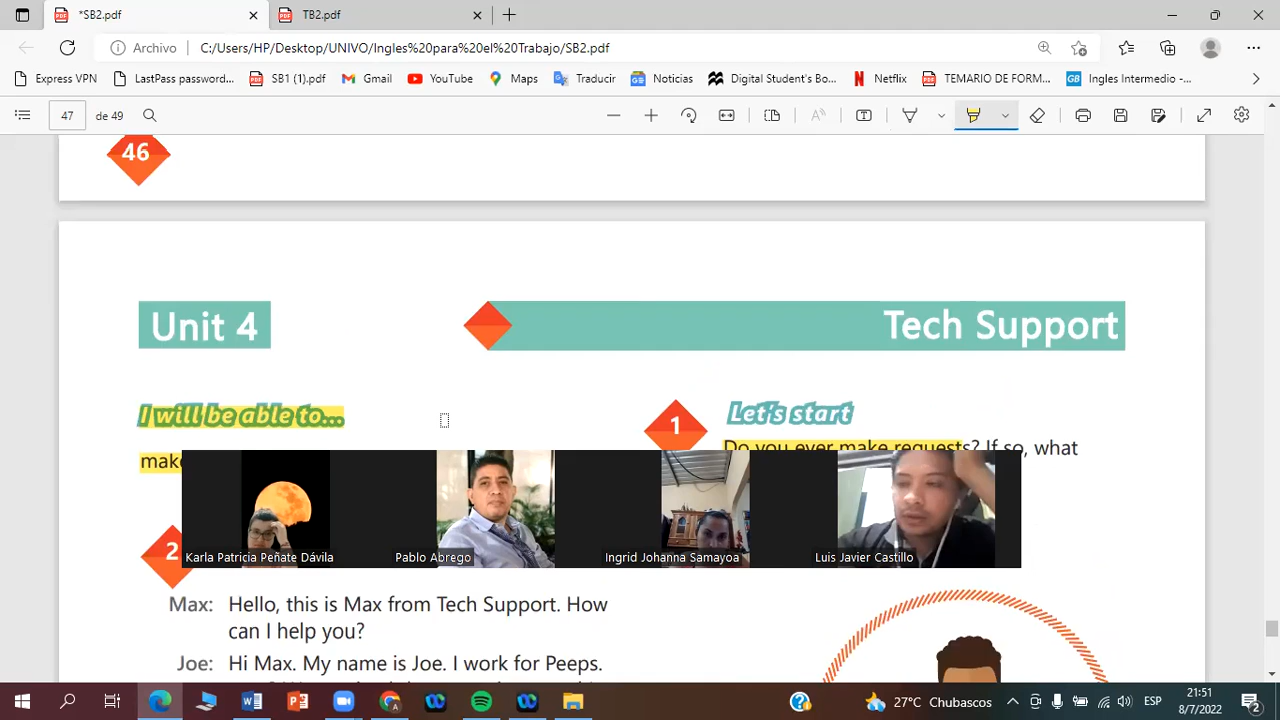 *SB2.pdf
TB2.pdf
Archivo
C:/Users/HP/Desktop/UNIVO/Ingles%20para%20el%20Trabajo/SB2.pdf
Express VPN
LastPass password...
SB1 (1).pdf
Gmail
YouTube
Maps
Traducir
Noticias
Digital Student's Bo...
Netflix
TEMARIO DE FORM...
Ingles Intermedio -...
47
de 49
46
Unit 4
Tech Support
I will be able to...
1
Let's start
Do you ever make requests? If so, what
make
Karla Patricia Peñate Dávila
Pablo Abrego
Ingrid Johanna Samayoa
Luis Javier Castillo
2
Max: Hello, this is Max from Tech Support. How
can I help you?
Joe: Hi Max. My name is Joe. I work for Peeps.
27°C Chubascos
ESP
21:51
8/7/2022
2